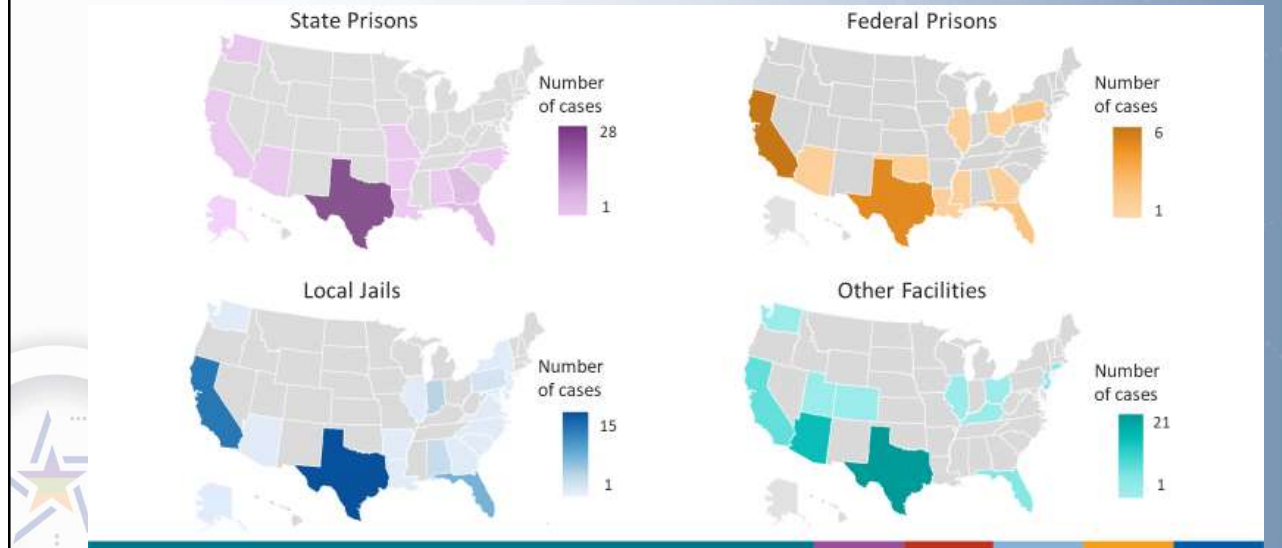 State Prisons
Number
of cases
28
1
Federal Prisons
Number
of cases
6
1
Local Jails
Number
of cases
15
1
Other Facilities
Number
of cases
21
1